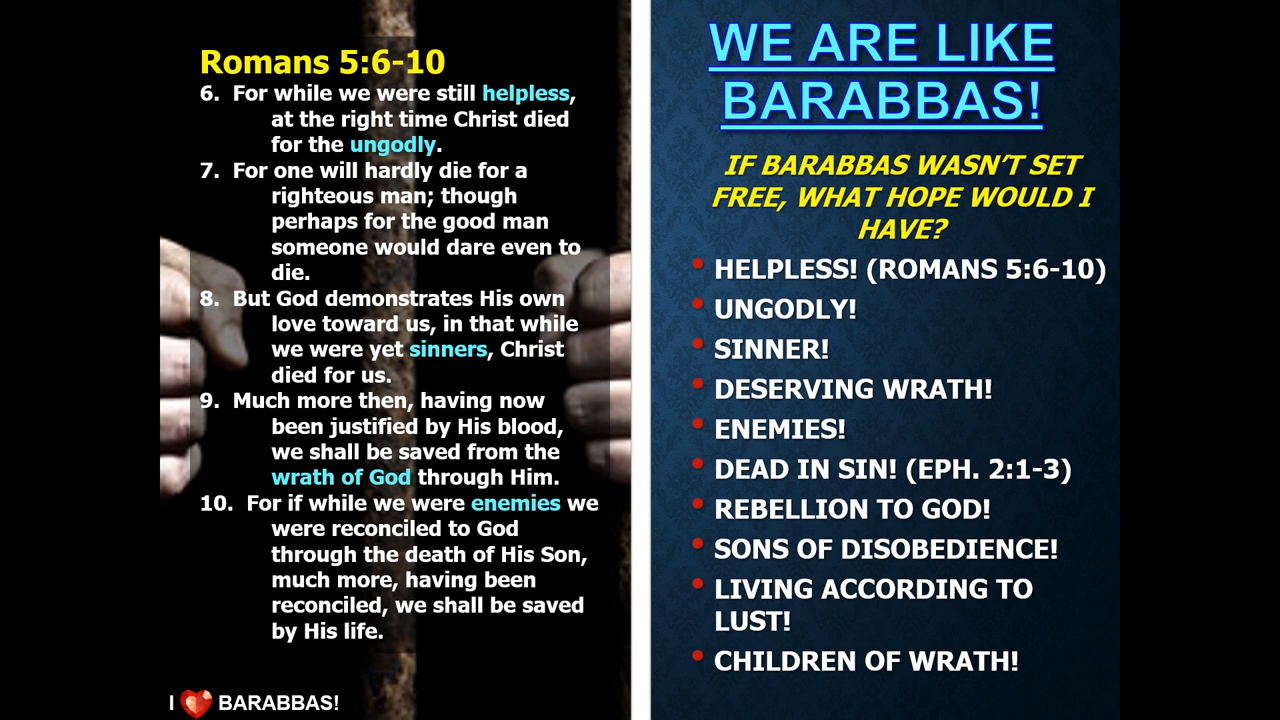 Romans 5:6-10
6. For while we were still helpless,
at the right time Christ died
for the ungodly.
7. For one will hardly die for a
righteous man; though
perhaps for the good man
someone would dare even to
die.
8. But God demonstrates His own
love toward us, in that while
we were yet sinners, Christ
died for us.
9. Much more then, having now
been justified by His blood,
we shall be saved from the
wrath of God through Him.
10. For if while we were enemies we
were reconciled to God
through the death of His Son,
much more, having been
reconciled, we shall be saved
by His life.
I ❤ BARABBAS!
WE ARE LIKE
BARABBAS!
IF BARABBAS WASN'T SET
FREE, WHAT HOPE WOULD I
HAVE?
• HELPLESS! (ROMANS 5:6-10)
• UNGODLY!
• SINNER!
• DESERVING WRATH!
• ENEMIES!
• DEAD IN SIN! (EPH. 2:1-3)
• REBELLION TO GOD!
• SONS OF DISOBEDIENCE!
• LIVING ACCORDING TO
LUST!
• CHILDREN OF WRATH!